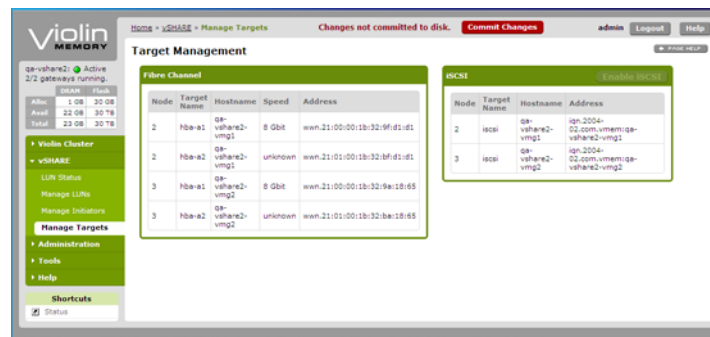 Violin
MEMORY
Home » vSHARE » Manage Targets
Changes not committed to disk.
Commit Changes
admin
Logout
Help
Target Management
PAGE HELP
qa-vshare2: Active
2/2 gateways running.
DRAM Flash
Alloc 1 GB 30 GB
Avail 22 GB 30 TB
Total 23 GB 30 TB
Violin Cluster
vSHARE
LUN Status
Manage LUNs
Manage Initiators
Manage Targets
Administration
Tools
Help
Shortcuts
Status
Fibre Channel
Node Target Name Hostname Speed Address
2 hba-a1 qa-vshare2-vmg1 8 Gbit wwn.21:00:00:1b:32:9f:d1:d1
2 hba-a2 qa-vshare2-vmg1 unknown wwn.21:01:00:1b:32:bf:d1:d1
3 hba-a1 qa-vshare2-vmg2 8 Gbit wwn.21:00:00:1b:32:9a:18:65
3 hba-a2 qa-vshare2-vmg2 unknown wwn.21:01:00:1b:32:ba:18:65
iSCSI
Enable iSCSI
Node Target Name Hostname Address
2 iscsi qa-vshare2-vmg1 iqn.2004-02.com.vmem:qa-vshare2-vmg1
3 iscsi qa-vshare2-vmg2 iqn.2004-02.com.vmem:qa-vshare2-vmg2